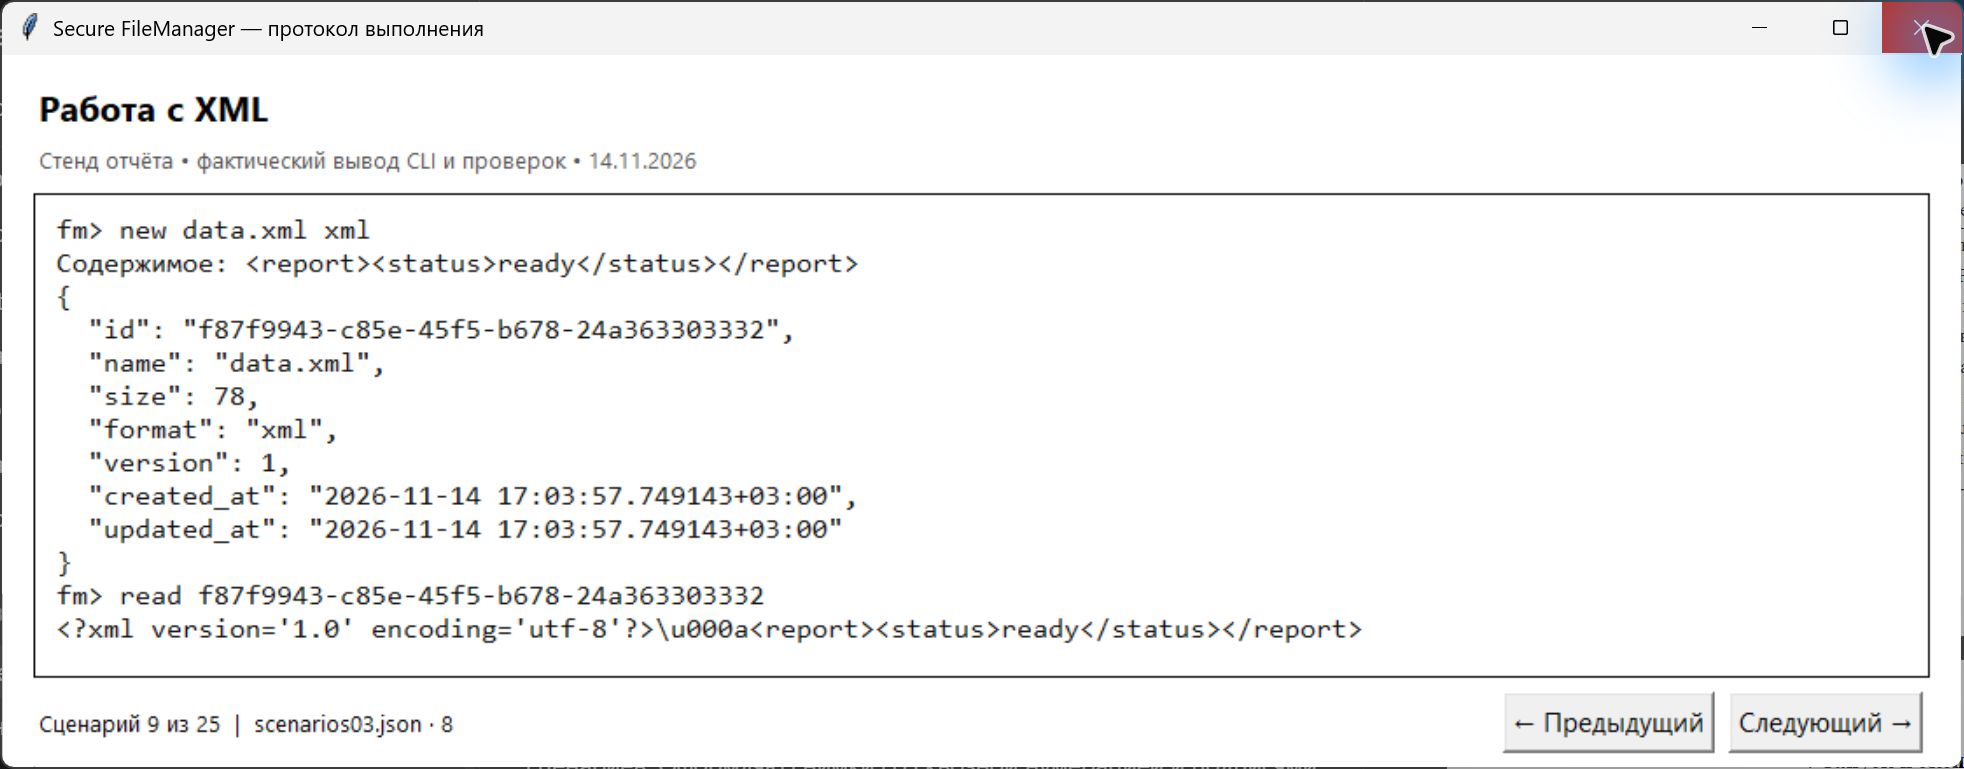 Secure FileManager — протокол выполнения
Работа с XML
Стенд отчёта • фактический вывод CLI и проверок • 14.11.2026
fm> new data.xml xml
Содержимое: <report><status>ready</status></report>
{
  "id": "f87f9943-c85e-45f5-b678-24a363303332",
  "name": "data.xml",
  "size": 78,
  "format": "xml",
  "version": 1,
  "created_at": "2026-11-14 17:03:57.749143+03:00",
  "updated_at": "2026-11-14 17:03:57.749143+03:00"
}
fm> read f87f9943-c85e-45f5-b678-24a363303332
<?xml version='1.0' encoding='utf-8'?>\u000a<report><status>ready</status></report>
Сценарий 9 из 25 | scenarios03.json · 8
← Предыдущий
Следующий →